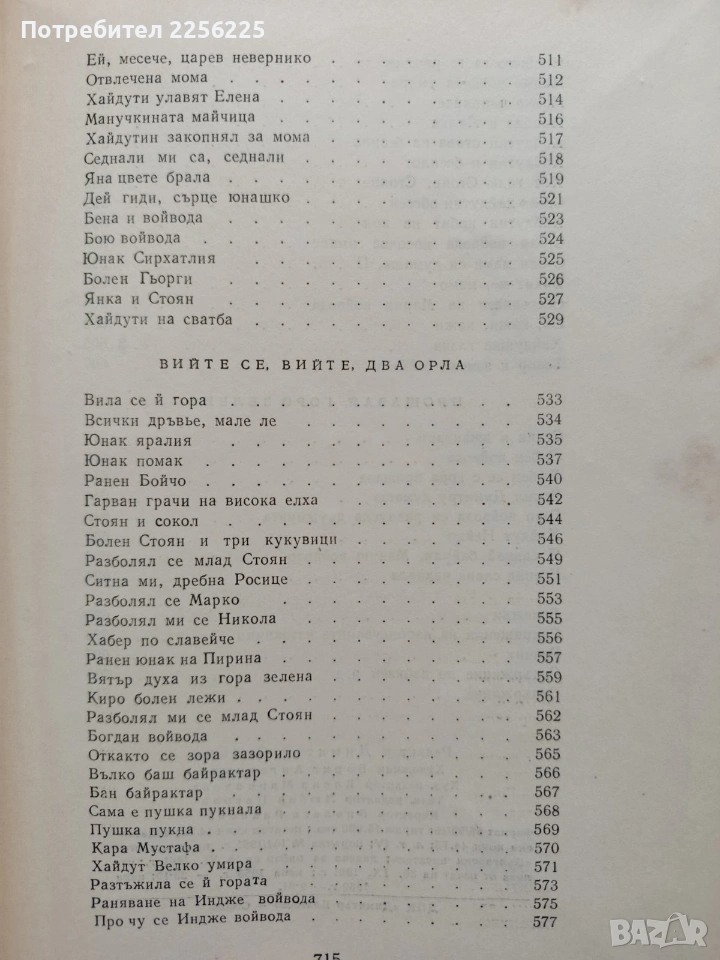 Потребител 2256225
Ей, месече, царев невернико . . . . . . . . . 511
Отвлечена мома . . . . . . . . . . . . 512
Хайдути улавят Елена . . . . . . . . . . 514
Манучкината майчица . . . . . . . . . . 516
Хайдутин закопнял за мома . . . . . . . . . 517
Седнали ми са, седнали . . . . . . . . . 518
Яна цвете брала . . . . . . . . . . . . 519
Дей гиди, сърце юнашко . . . . . . . . . 521
Бена и войвода . . . . . . . . . . . . 523
Бою войвода . . . . . . . . . . . . . 524
Юнак Сирхатлия . . . . . . . . . . . 525
Болен Гьорги . . . . . . . . . . . . 526
Янка и Стоян . . . . . . . . . . . . 527
Хайдути на сватба . . . . . . . . . . . 529
ВИЙТЕ СЕ, ВИЙТЕ, ДВА ОРЛА
Вила се й гора . . . . . . . . . . . . 533
Всички дръвье, мале ле . . . . . . . . . 534
Юнак яралия . . . . . . . . . . . . 535
Юнак помак . . . . . . . . . . . . . 537
Ранен Бойчо . . . . . . . . . . . . . 540
Гарван грачи на висока елха . . . . . . . . 542
Стоян и сокол . . . . . . . . . . . . 544
Болен Стоян и три кукувици . . . . . . . . 546
Разболял се млад Стоян . . . . . . . . . 549
Ситна ми, дребна Росице . . . . . . . . . 551
Разболял се Марко . . . . . . . . . . 553
Разболял ми се Никола . . . . . . . . . . 555
Хабер по славейче . . . . . . . . . . . 556
Ранен юнак на Пирина . . . . . . . . . . 557
Вятър духа из гора зелена . . . . . . . . 559
Киро болен лежи . . . . . . . . . . . . 561
Разболял ми се млад Стоян . . . . . . . . 562
Богдан войвода . . . . . . . . . . . . 563
Откакто се зора зазорило . . . . . . . . . 565
Вълко баш байрактар . . . . . . . . . . 566
Бан байрактар . . . . . . . . . . . . 567
Сама е пушка пукнала . . . . . . . . . . 568
Пушка пукна . . . . . . . . . . . . . 569
Кара Мустафа . . . . . . . . . . . . . 570
Хайдут Велко умира . . . . . . . . . . 571
Разтъжила се й гората . . . . . . . . . . 573
Раняване на Индже войвода . . . . . . . . 575
Про чу се Индже войвода . . . . . . . . 577
715
BAZAR